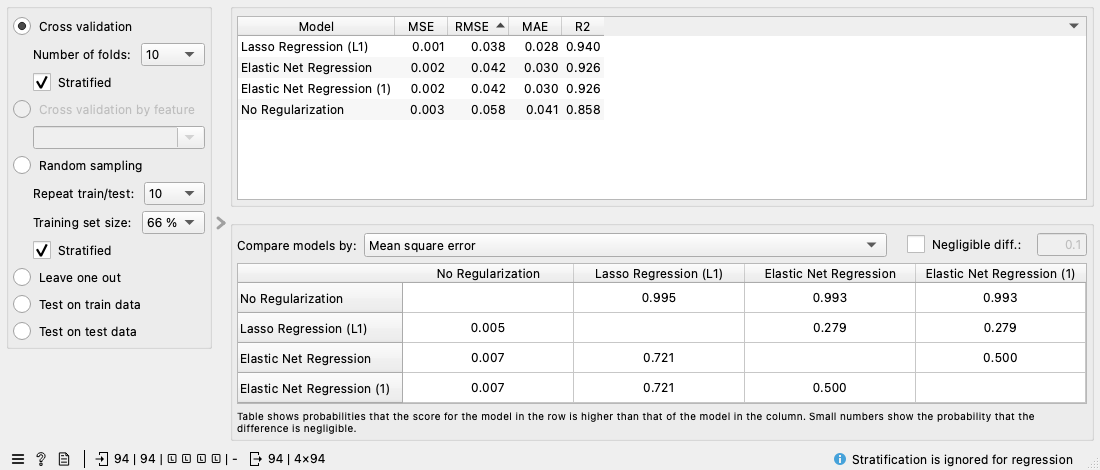 Cross validation
Number of folds: 10
Stratified
Cross validation by feature
Random sampling
Repeat train/test: 10
Training set size: 66 %
Stratified
Leave one out
Test on train data
Test on test data
Model MSE RMSE MAE R2
Lasso Regression (L1) 0.001 0.038 0.028 0.940
Elastic Net Regression 0.002 0.042 0.030 0.926
Elastic Net Regression (1) 0.002 0.042 0.030 0.926
No Regularization 0.003 0.058 0.041 0.858
Compare models by: Mean square error Negligible diff.: 0.1
No Regularization Lasso Regression (L1) Elastic Net Regression Elastic Net Regression (1)
No Regularization 0.995 0.993 0.993
Lasso Regression (L1) 0.005 0.279 0.279
Elastic Net Regression 0.007 0.721 0.500
Elastic Net Regression (1) 0.007 0.721 0.500
Table shows probabilities that the score for the model in the row is higher than that of the model in the column. Small numbers show the probability that the
difference is negligible.
? 94 | 94 | L L L L | - 94 | 4×94 Stratification is ignored for regression